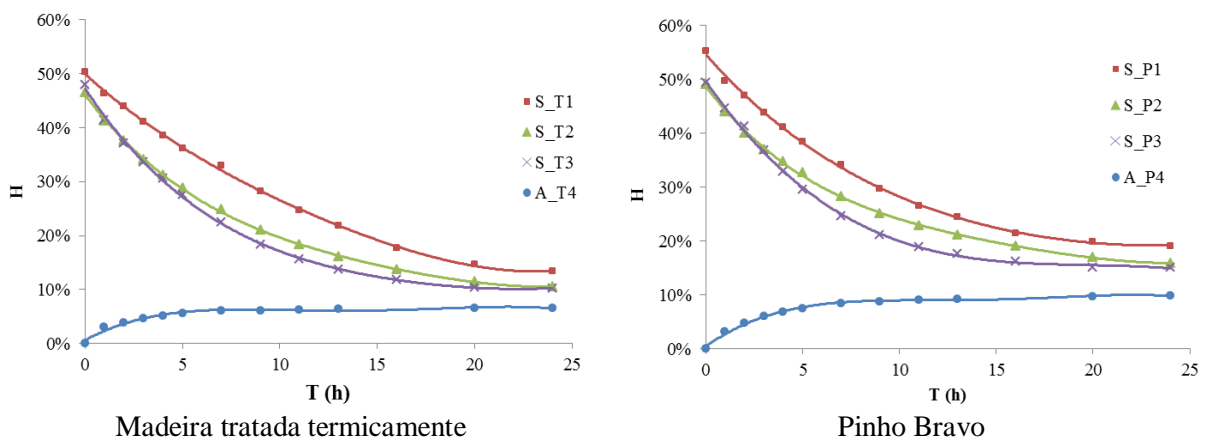 60%
50%
40%
30%
20%
10%
0%
H
0
5
10
15
20
25
T (h)
S_T1
S_T2
S_T3
A_T4
Madeira tratada termicamente
60%
50%
40%
30%
20%
10%
0%
H
0
5
10
15
20
25
T (h)
S_P1
S_P2
S_P3
A_P4
Pinho Bravo